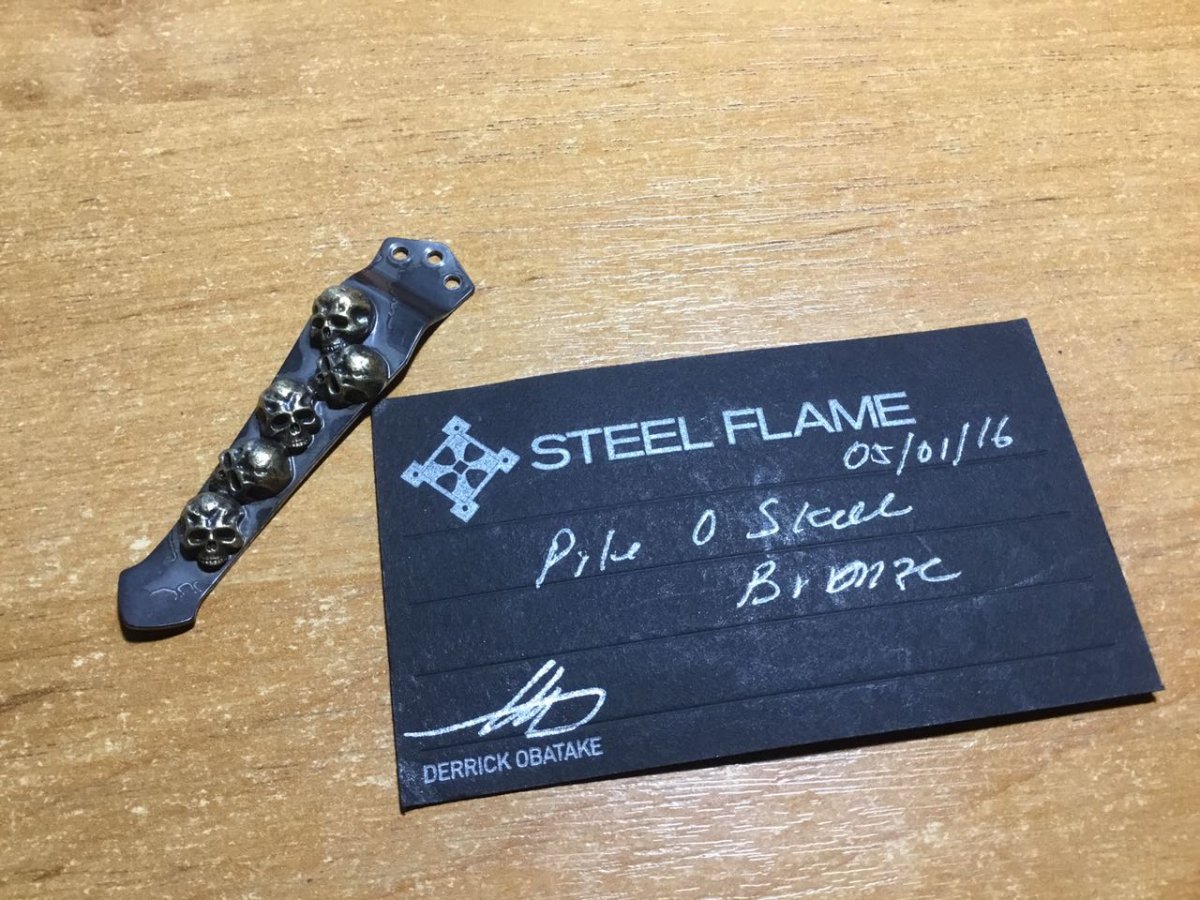 STEEL FLAME
05/01/16
Pile O Skull
Bronze
DERRICK OBATAKE